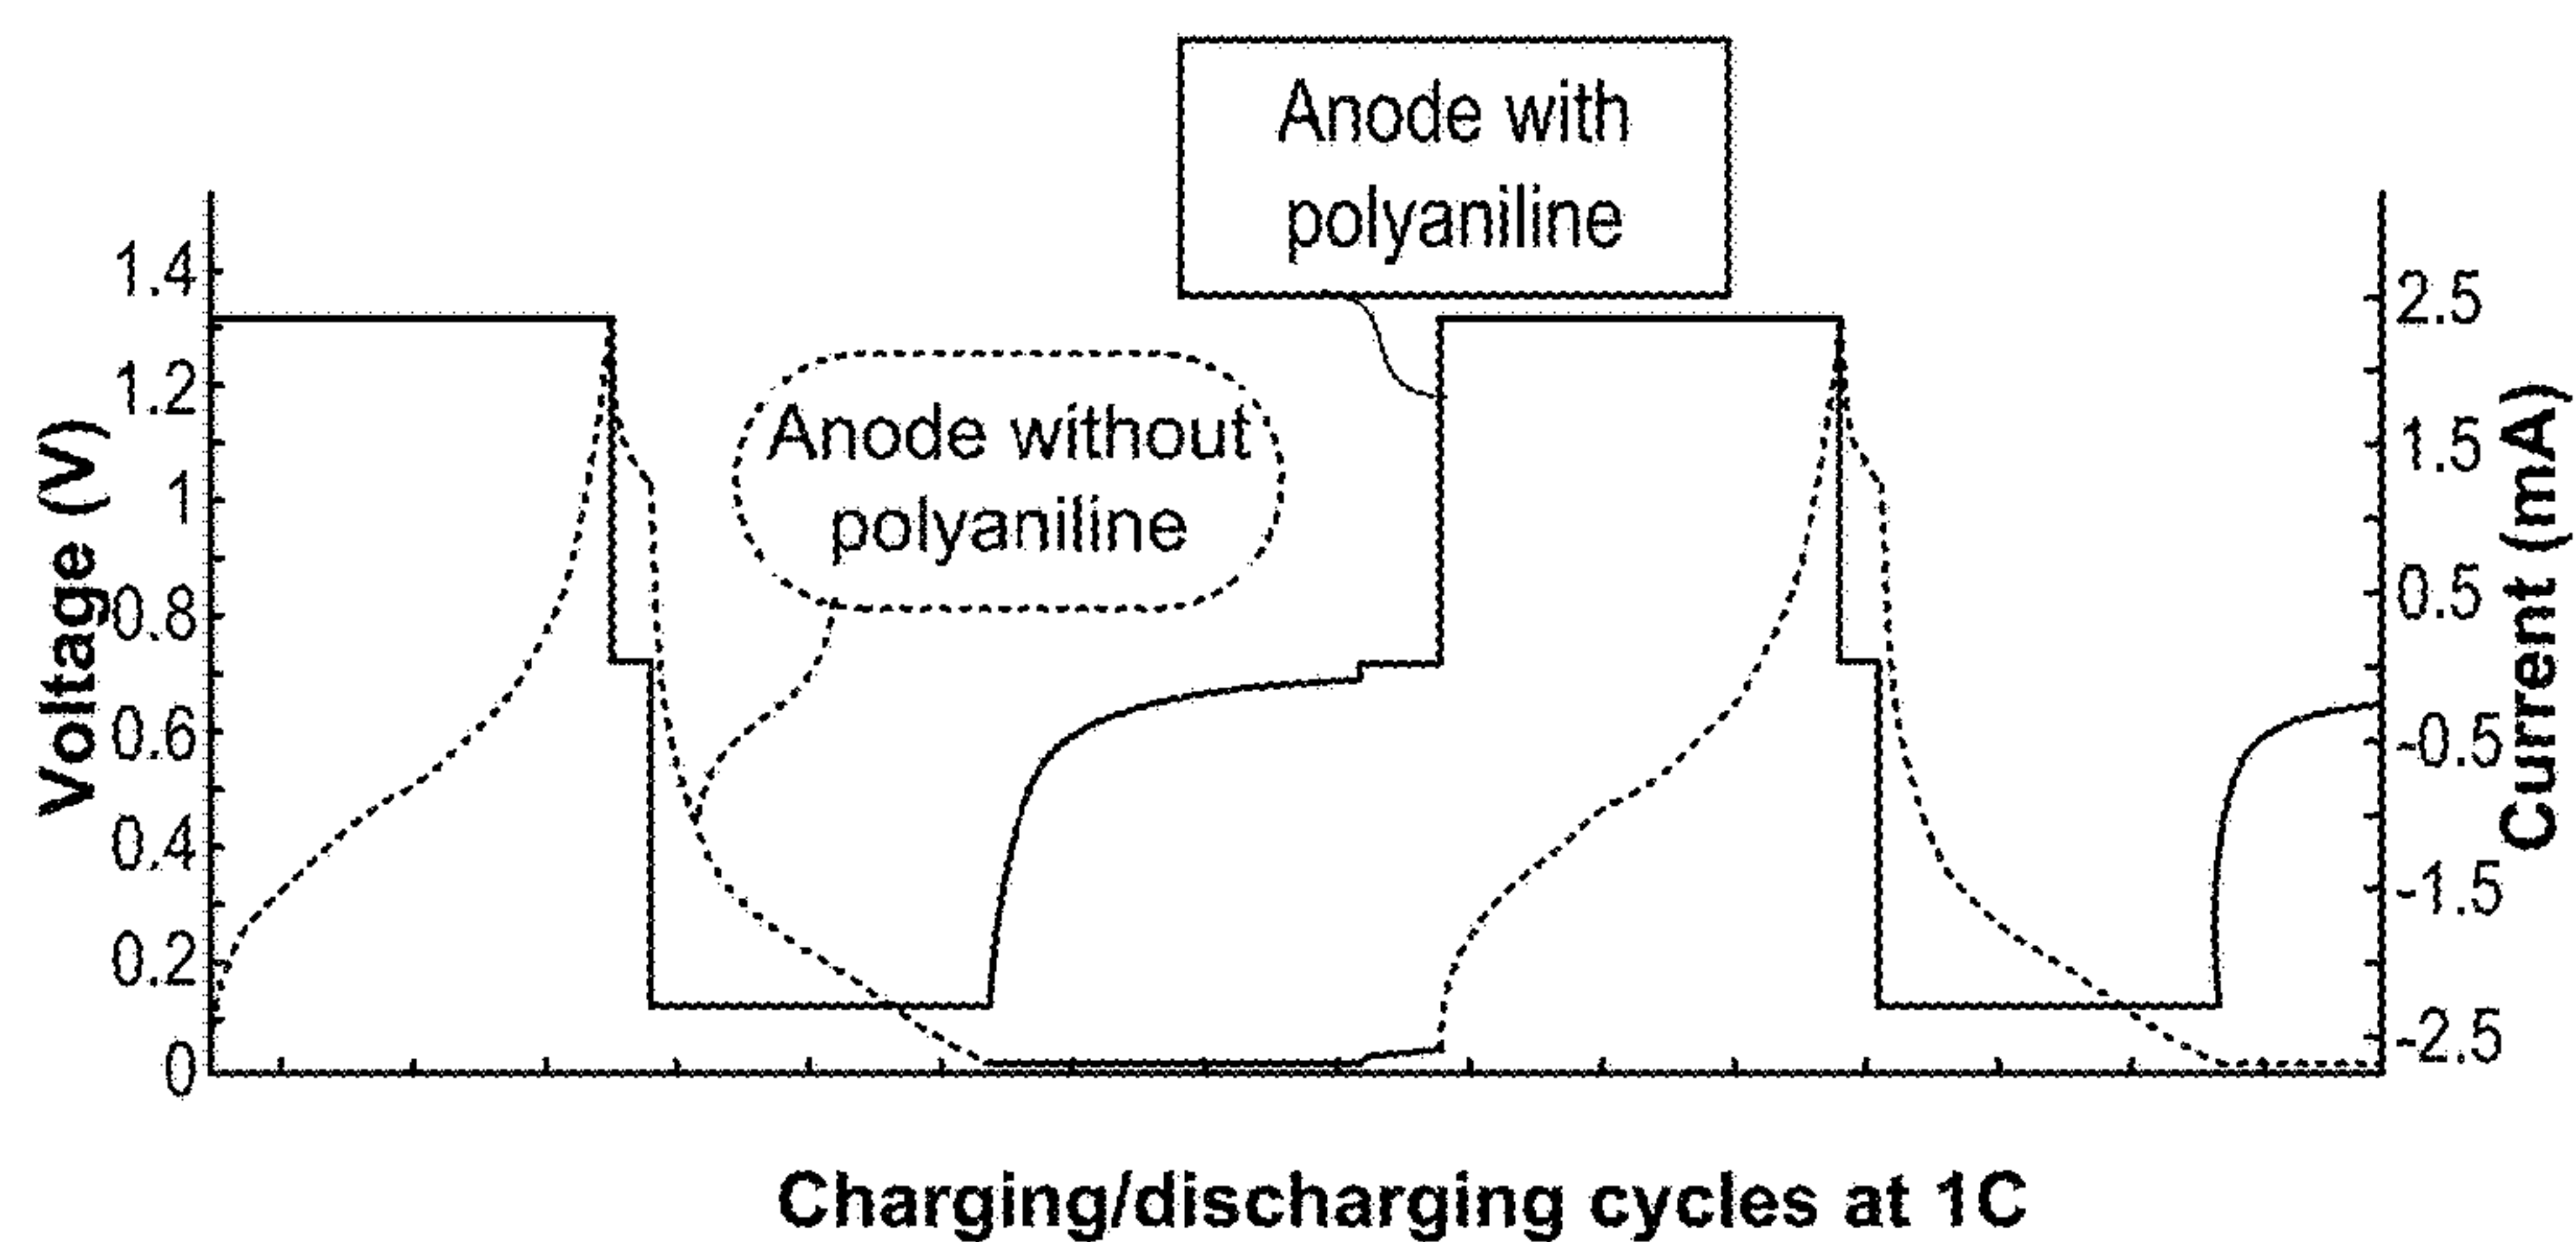 Anode with
polyaniline
Anode without
polyaniline
Voltage (V)
1.4
1.2
1
0.8
0.6
0.4
0.2
0
2.5
1.5
0.5
-0.5
-1.5
-2.5
Current (mA)
Charging/discharging cycles at 1C